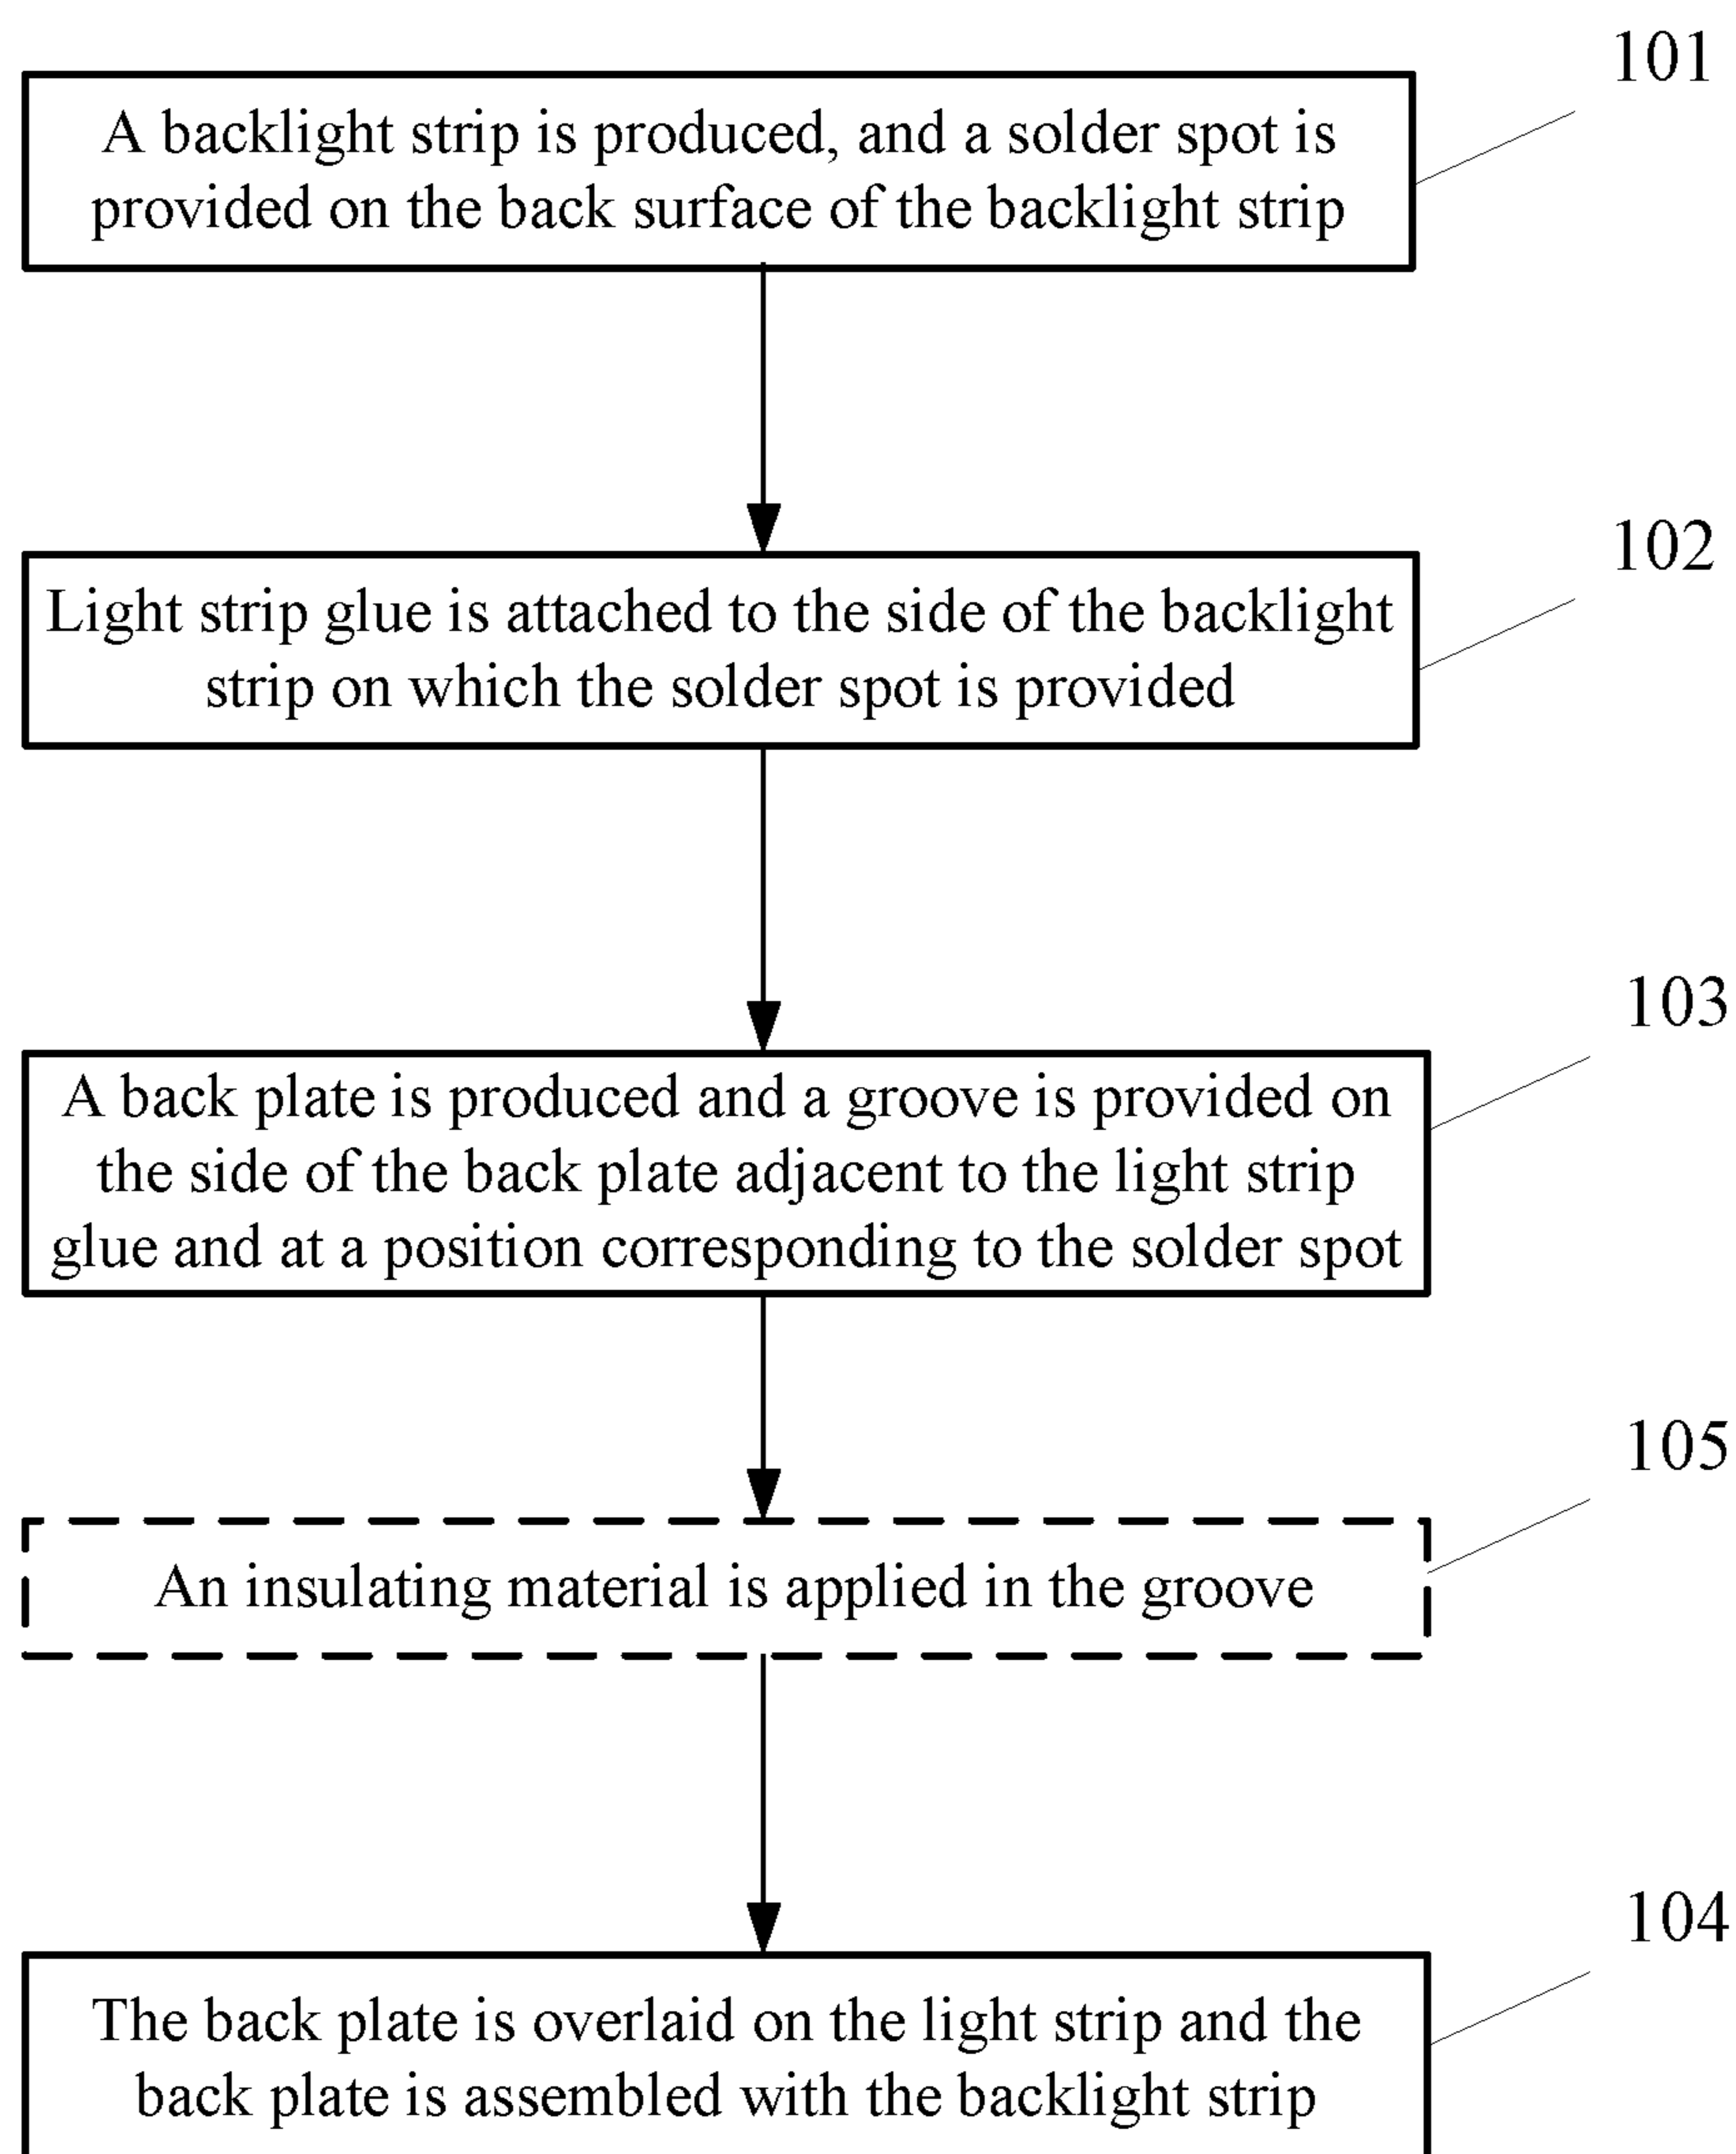 101
A backlight strip is produced, and a solder spot is
provided on the back surface of the backlight strip
102
Light strip glue is attached to the side of the backlight
strip on which the solder spot is provided
103
A back plate is produced and a groove is provided on
the side of the back plate adjacent to the light strip
glue and at a position corresponding to the solder spot
105
An insulating material is applied in the groove
104
The back plate is overlaid on the light strip and the
back plate is assembled with the backlight strip